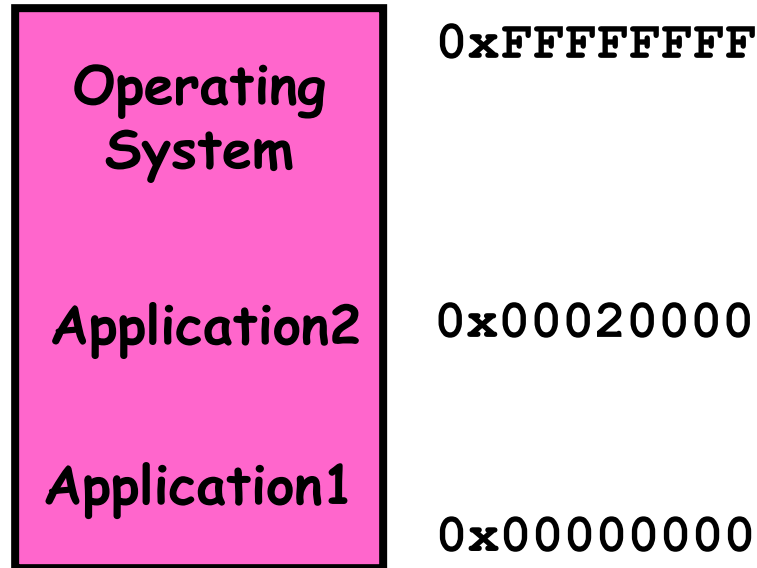 Operating
System
0xFFFFFFFF
Application2
0x00020000
Application1
0x00000000